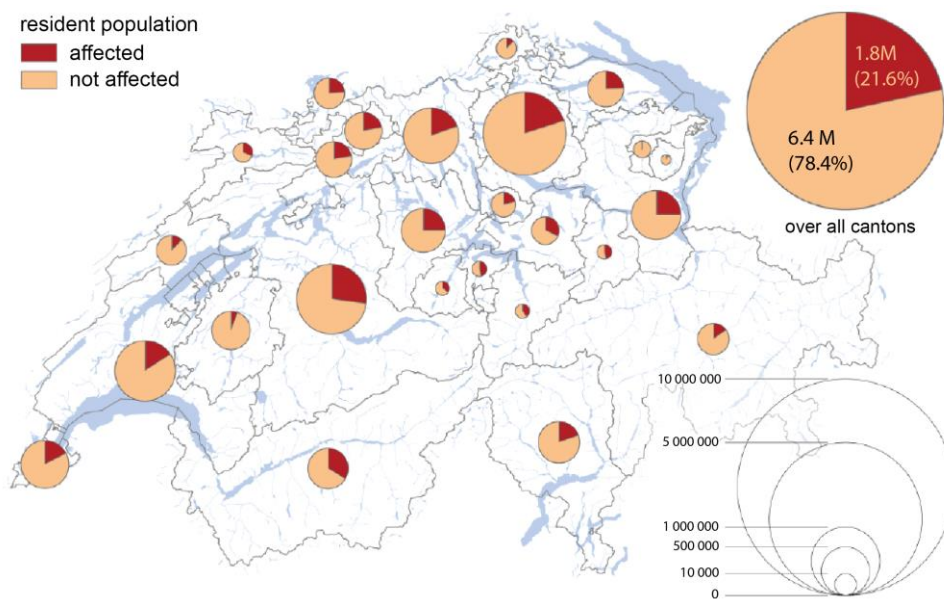 resident population
affected
not affected
1.8M
(21.6%)
6.4 M
(78.4%)
over all cantons
10 000 000
5 000 000
1 000 000
500 000
10 000
0